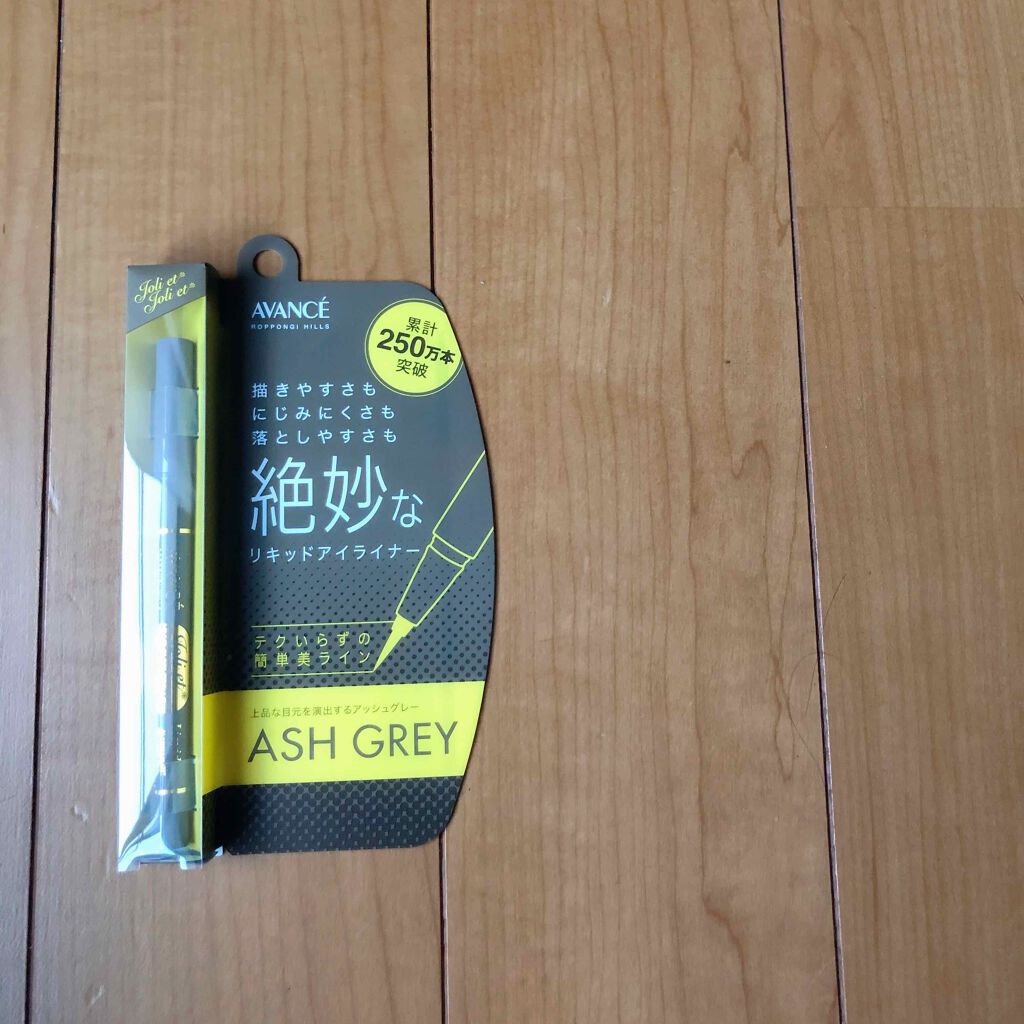 Joli et
Joli et
AVANCÉ
ROPPONGI HILLS
累計
250万本
突破
描きやすさも
にじみにくさも
落としやすさも
絶妙な
リキッドアイライナー
テクいらずの
簡単美ライン
上品な目元を演出するアッシュグレー
ASH GREY